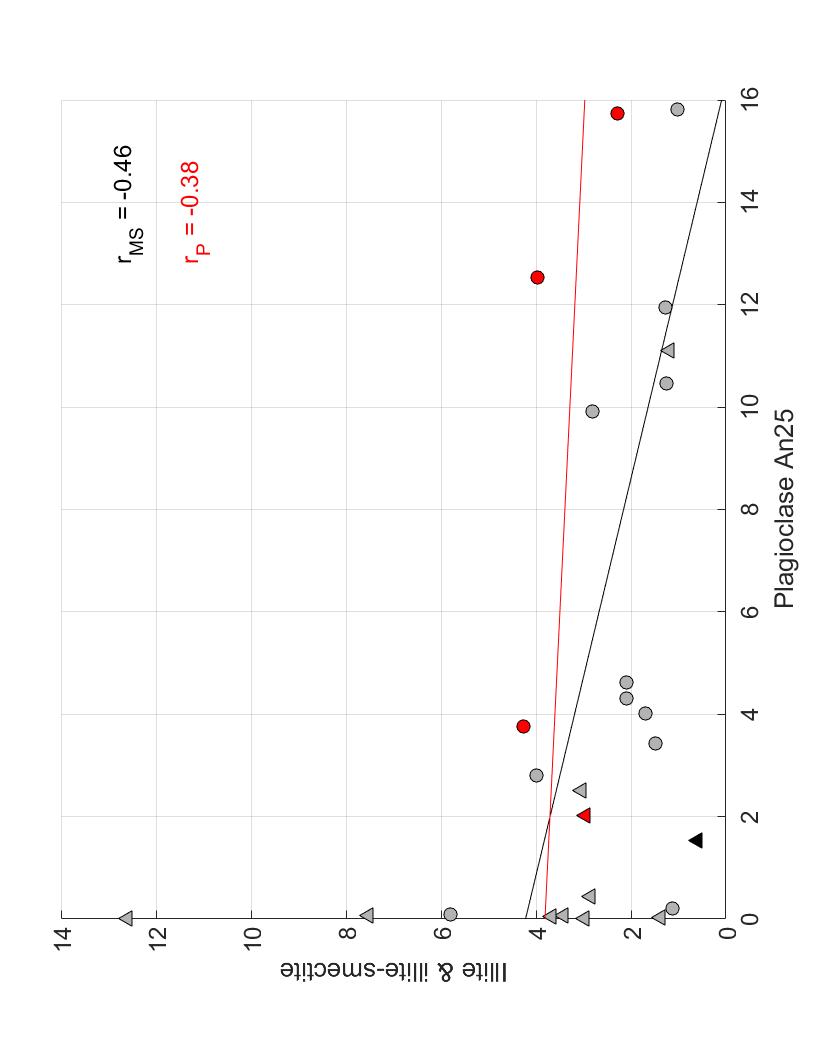 14
12
10
8
6
4
2
0
Illite & illite-smectite
r_MS = -0.46
r_P = -0.38
0 2 4 6 8 10 12 14 16
Plagioclase An25